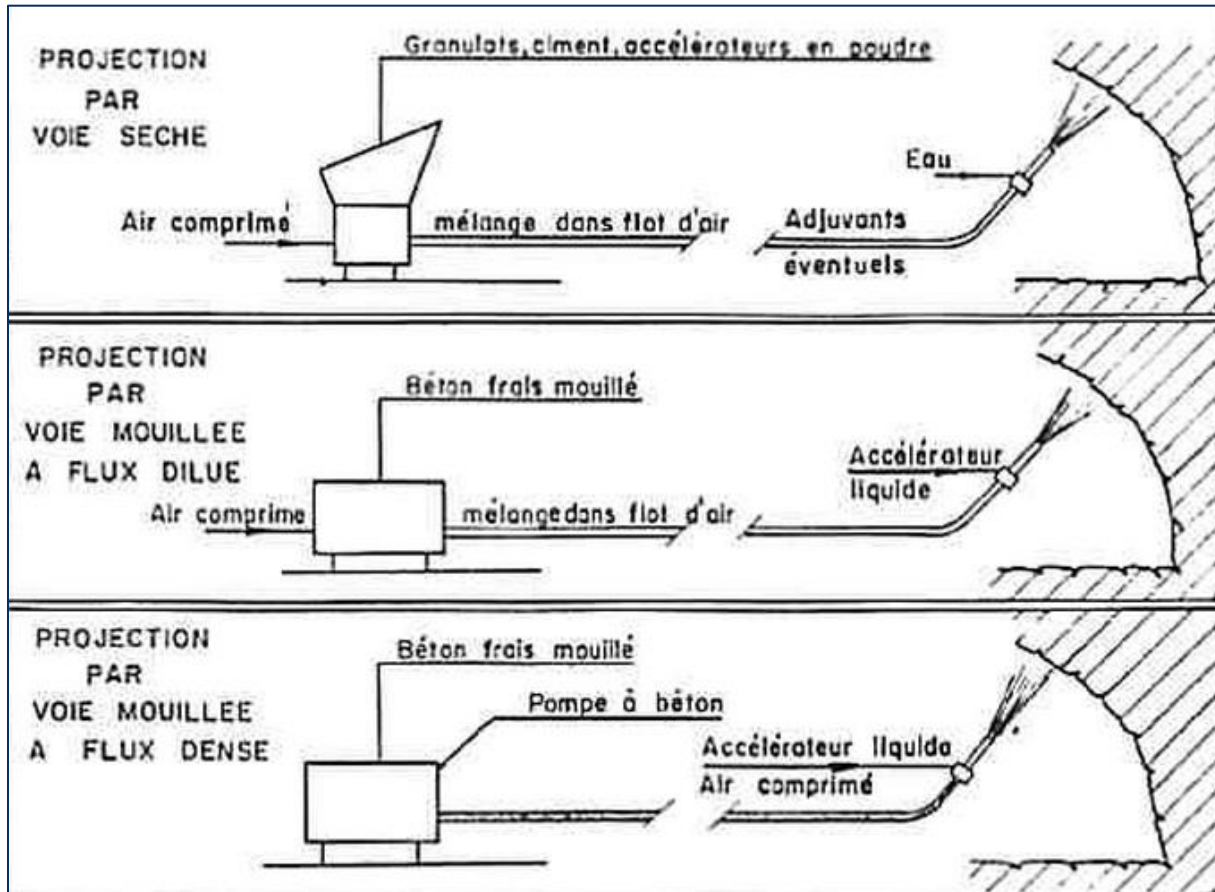 PROJECTION
PAR
VOIE SECHE
Granulats, ciment, accélérateurs en poudre
Air comprimé
mélange dans flot d'air
Adjuvants
éventuels
Eau
PROJECTION
PAR
VOIE MOUILLEE
A FLUX DILUE
Béton frais mouillé
Air comprime
mélange dans flot d'air
Accélérateur
liquide
PROJECTION
PAR
VOIE MOUILLEE
A FLUX DENSE
Béton frais mouillé
Pompe à béton
Accélérateur liquide
Air comprimé